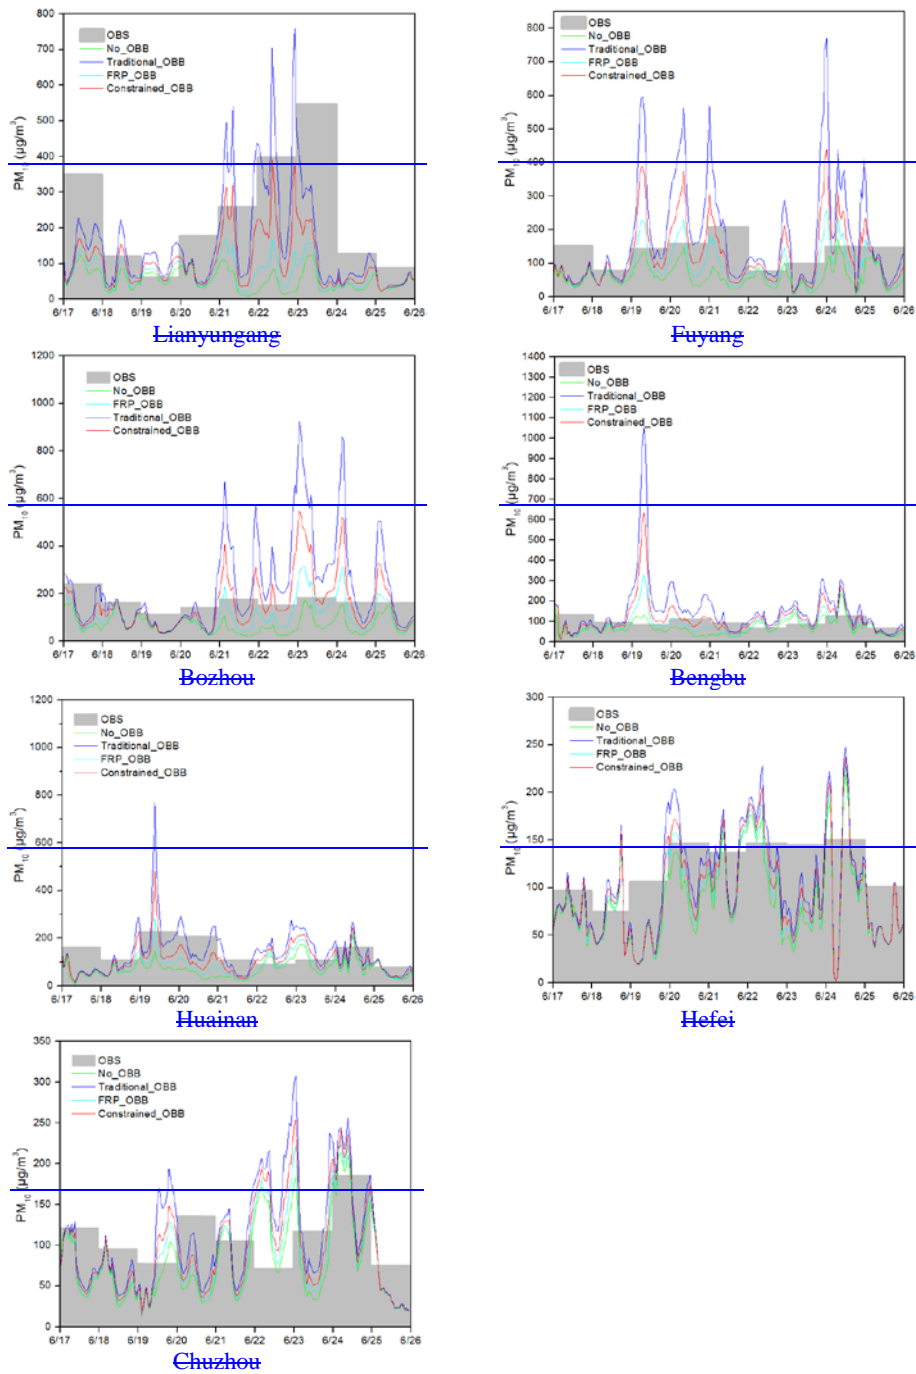 800
700
600
500
400
300
200
100
0
PM10 (μg/m³)
OBS
No_OBB
Traditional_OBB
FRP_OBB
Constrained_OBB
6/17 6/18 6/19 6/20 6/21 6/22 6/23 6/24 6/25 6/26
Lianyungang
800
700
600
500
400
300
200
100
0
PM10 (μg/m³)
OBS
No_OBB
Traditional_OBB
FRP_OBB
Constrained_OBB
6/17 6/18 6/19 6/20 6/21 6/22 6/23 6/24 6/25 6/26
Fuyang
1200
1000
800
600
400
200
0
PM10 (μg/m³)
OBS
No_OBB
FRP_OBB
Traditional_OBB
Constrained_OBB
6/17 6/18 6/19 6/20 6/21 6/22 6/23 6/24 6/25 6/26
Bozhou
1400
1300
1200
1100
1000
900
800
700
600
500
400
300
200
100
0
PM10 (μg/m³)
OBS
No_OBB
Traditional_OBB
FRP_OBB
Constrained_OBB
6/17 6/18 6/19 6/20 6/21 6/22 6/23 6/24 6/25 6/26
Bengbu
1200
1000
800
600
400
200
0
PM10 (μg/m³)
OBS
No_OBB
Traditional_OBB
FRP_OBB
Constrained_OBB
6/17 6/18 6/19 6/20 6/21 6/22 6/23 6/24 6/25 6/26
Huainan
300
250
200
150
100
50
0
PM10 (μg/m³)
OBS
No_OBB
Traditional_OBB
FRP_OBB
Constrained_OBB
6/17 6/18 6/19 6/20 6/21 6/22 6/23 6/24 6/25 6/26
Hefei
350
300
250
200
150
100
50
0
PM10 (μg/m³)
OBS
No_OBB
Traditional_OBB
FRP_OBB
Constrained_OBB
6/17 6/18 6/19 6/20 6/21 6/22 6/23 6/24 6/25 6/26
Chuzhou